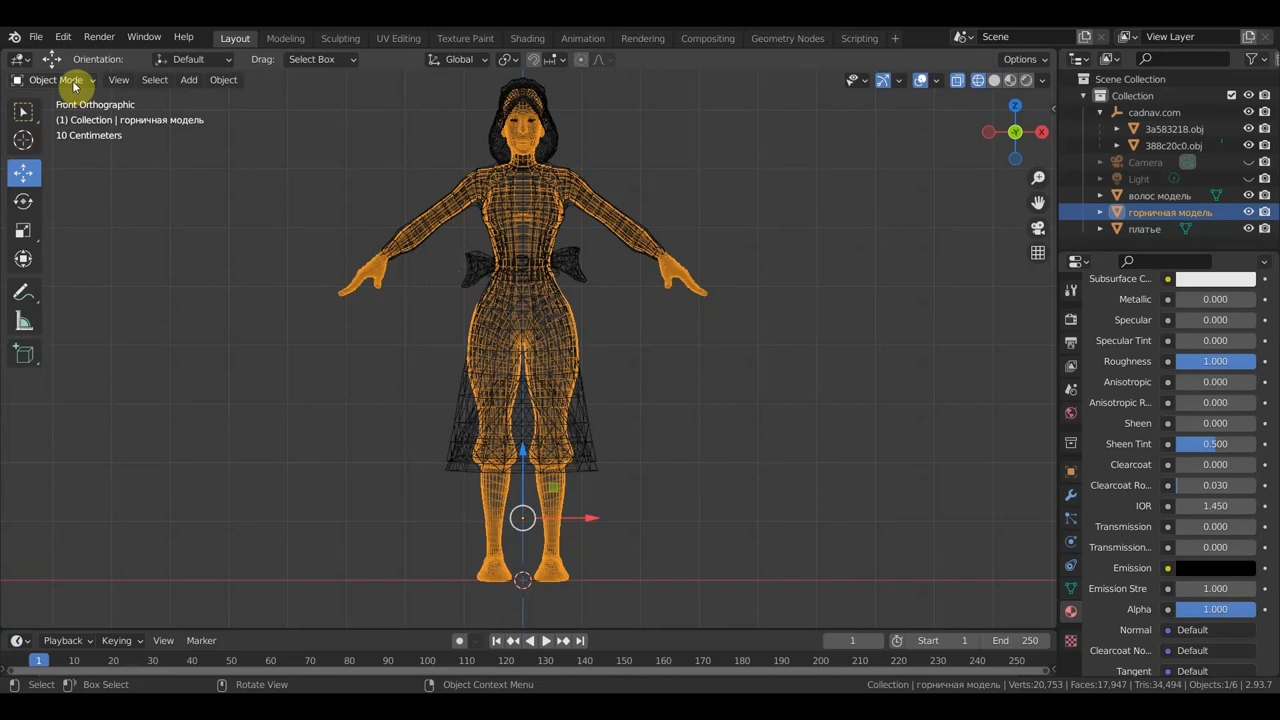 File Edit Render Window Help Layout Modeling Sculpting UV Editing Texture Paint Shading Animation Rendering Compositing Geometry Nodes Scripting + Scene View Layer
Orientation: Default Drag: Select Box Global Options
Object Mode View Select Add Object
Front Orthographic
(1) Collection | горничная модель
10 Centimeters
Z
X
-Y
Scene Collection
Collection
cadnav.com
3a583218.obj
388c20c0.obj
Camera
Light
волос модель
горничная модель
платье
Subsurface C...
Metallic 0.000
Specular 0.000
Specular Tint 0.000
Roughness 1.000
Anisotropic 0.000
Anisotropic R... 0.000
Sheen 0.000
Sheen Tint 0.500
Clearcoat 0.000
Clearcoat Ro... 0.030
IOR 1.450
Transmission 0.000
Transmission... 0.000
Emission
Emission Stre 1.000
Alpha 1.000
Normal Default
Clearcoat No... Default
Tangent Default
Playback Keying View Marker 1 Start 1 End 250
1 10 20 30 40 50 60 70 80 90 100 110 120 130 140 150 160 170 180 190 200 210 220 230 240 250
Select Box Select Rotate View Object Context Menu Collection | горничная модель | Verts:20,753 | Faces:17,947 | Tris:34,494 | Objects:1/6 | 2.93.7